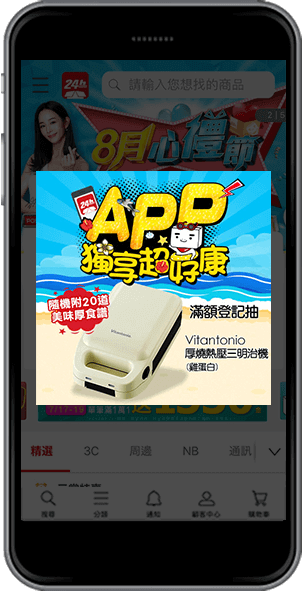 24h
請輸入您想找的商品
8月心禮節
APP
獨享超好康
隨機附20道
美味厚食譜
滿額登記抽
Vitantonio
Vitantonio
厚燒熱壓三明治機
(雞蛋白)
7/17-19
精選
3C
周邊
NB
通訊
搜尋
分類
通知
顧客中心
購物車